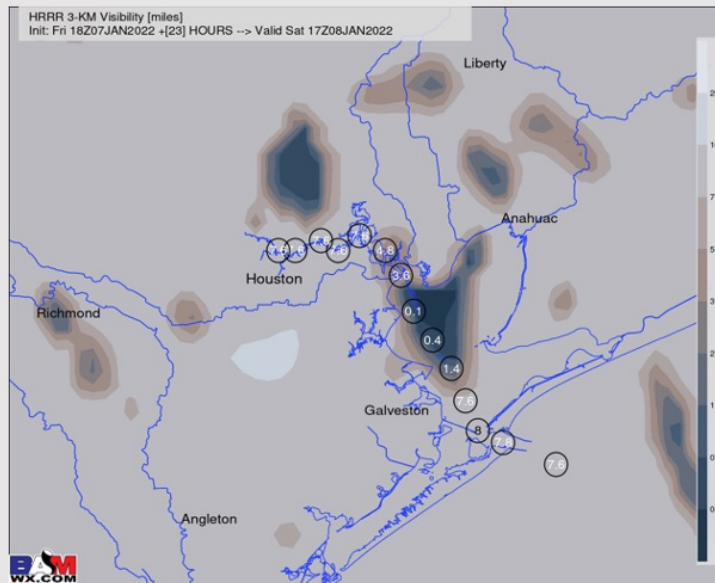 HRRR 3-KM Visibility [miles]
Init: Fri 18Z07JAN2022 +[23] HOURS --> Valid Sat 17Z08JAN2022
Liberty
Anahuac
4.8
Houston
3.6
0.1
Richmond
0.4
1.4
7.6
Galveston
8
7.8
7.6
Angleton
BAM
WX.COM